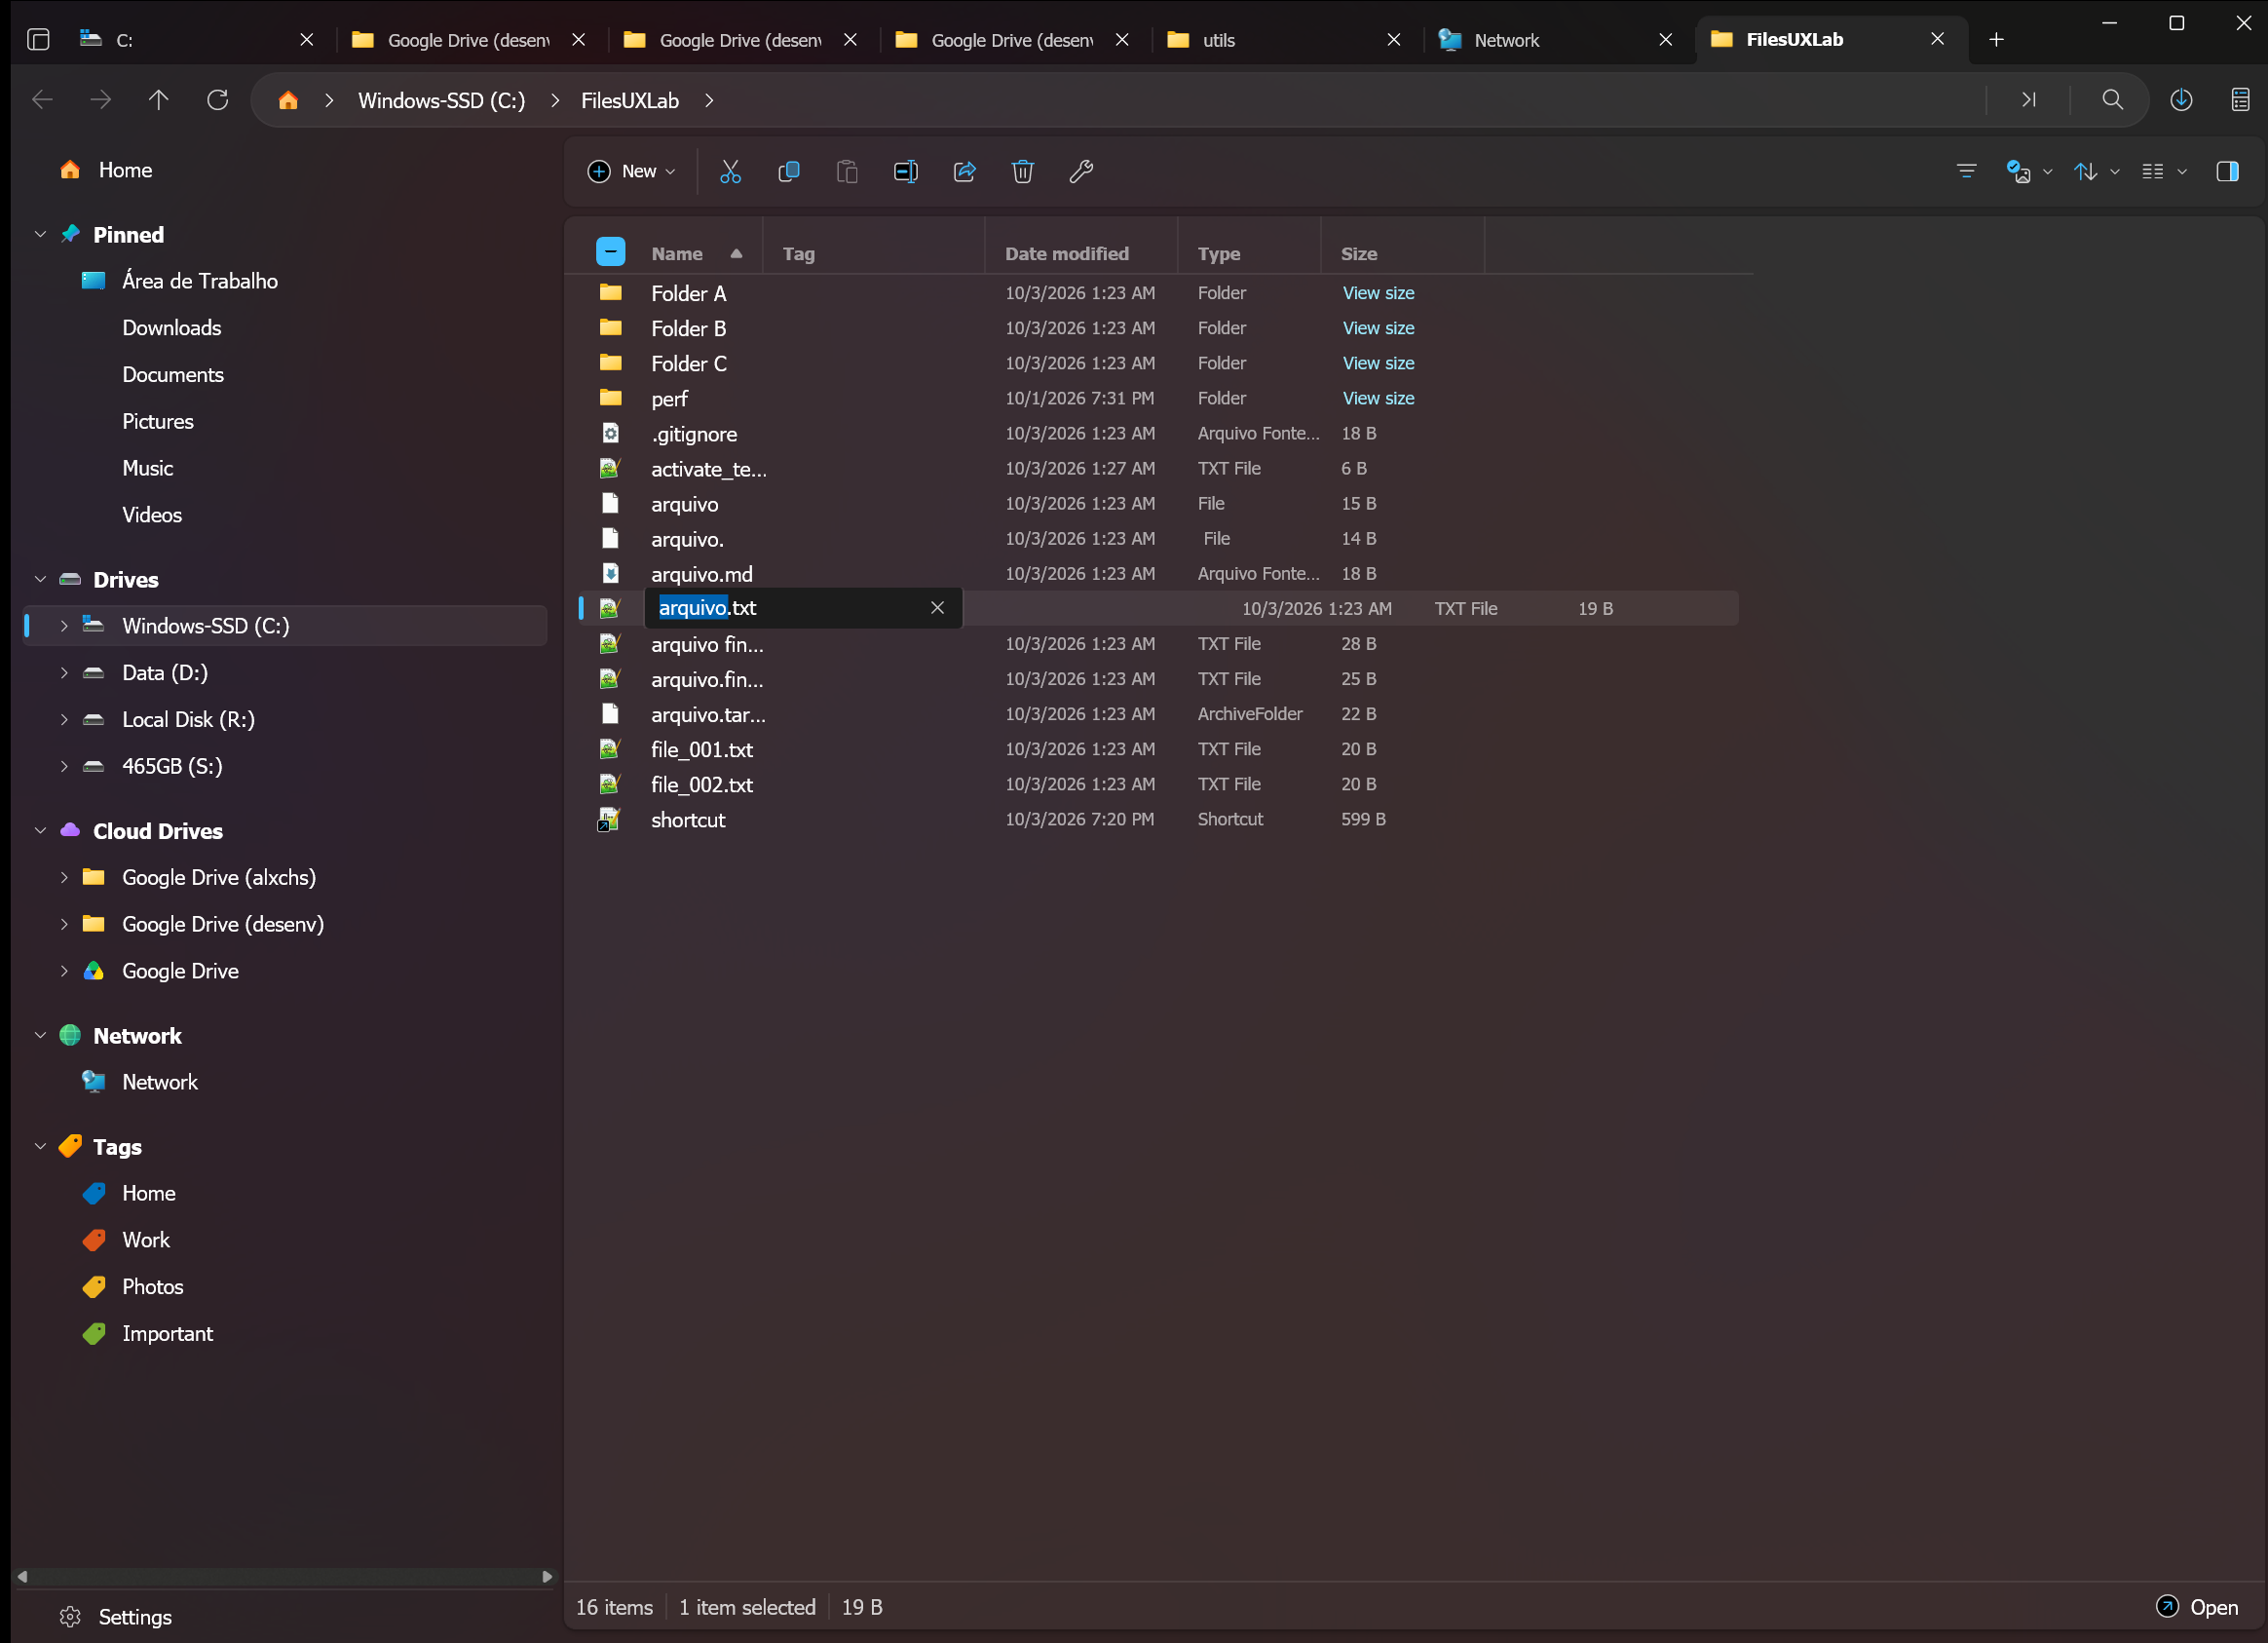 C:
Google Drive (desen
Google Drive (desen
Google Drive (desen
utils
Network
FilesUXLab
Windows-SSD (C:)
FilesUXLab
Home
Pinned
Área de Trabalho
Downloads
Documents
Pictures
Music
Videos
Drives
Windows-SSD (C:)
Data (D:)
Local Disk (R:)
465GB (S:)
Cloud Drives
Google Drive (alxchs)
Google Drive (desenv)
Google Drive
Network
Network
Tags
Home
Work
Photos
Important
Settings
New
Name Tag Date modified Type Size
Folder A 10/3/2026 1:23 AM Folder View size
Folder B 10/3/2026 1:23 AM Folder View size
Folder C 10/3/2026 1:23 AM Folder View size
perf 10/1/2026 7:31 PM Folder View size
.gitignore 10/3/2026 1:23 AM Arquivo Fonte... 18 B
activate_te... 10/3/2026 1:27 AM TXT File 6 B
arquivo 10/3/2026 1:23 AM File 15 B
arquivo. 10/3/2026 1:23 AM File 14 B
arquivo.md 10/3/2026 1:23 AM Arquivo Fonte... 18 B
arquivo.txt 10/3/2026 1:23 AM TXT File 19 B
arquivo fin... 10/3/2026 1:23 AM TXT File 28 B
arquivo.fin... 10/3/2026 1:23 AM TXT File 25 B
arquivo.tar... 10/3/2026 1:23 AM ArchiveFolder 22 B
file_001.txt 10/3/2026 1:23 AM TXT File 20 B
file_002.txt 10/3/2026 1:23 AM TXT File 20 B
shortcut 10/3/2026 7:20 PM Shortcut 599 B
16 items 1 item selected 19 B
Open